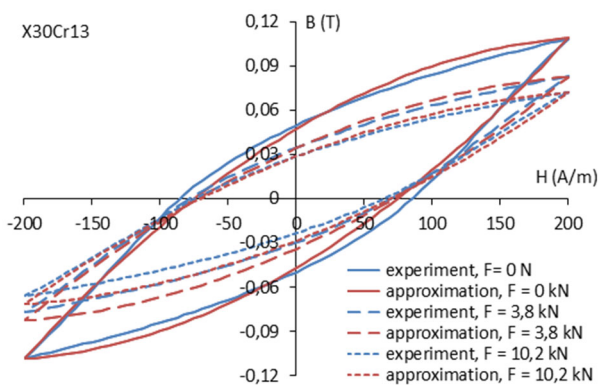 X30Cr13
B (T)
0,12
0,09
0,06
0,03
0
-0,03
-0,06
-0,09
-0,12
-200 -150 -100 -50 0 50 100 150 200
H (A/m)
experiment, F= 0 N
approximation, F = 0 kN
experiment, F = 3,8 kN
approximation, F = 3,8 kN
experiment, F = 10,2 kN
approximation, F = 10,2 kN